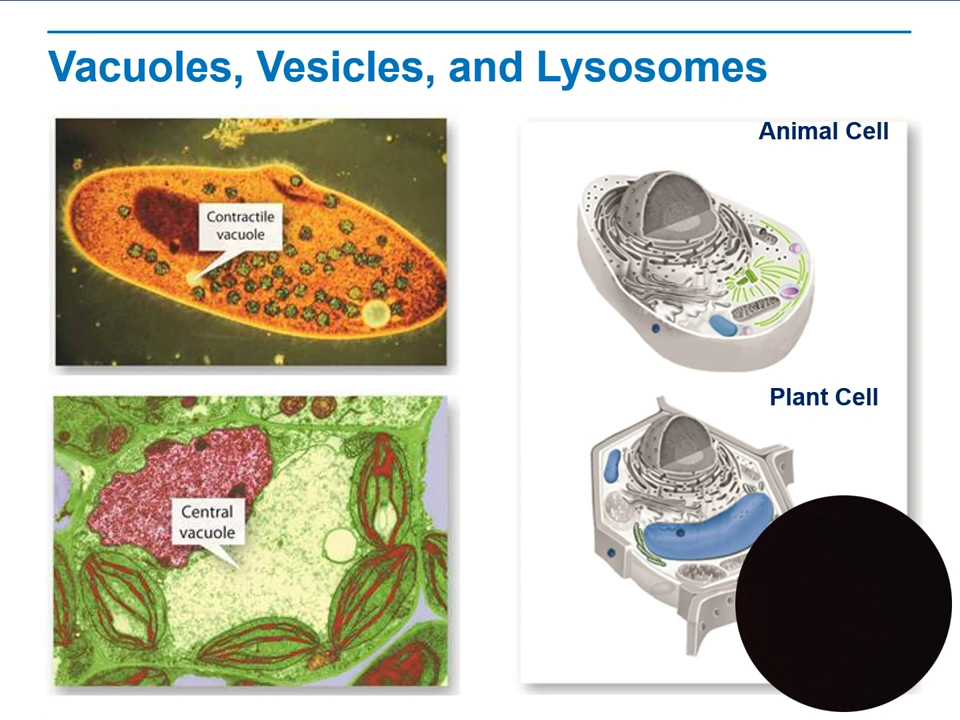 Vacuoles, Vesicles, and Lysosomes
Contractile
vacuole
Animal Cell
Central
vacuole
Plant Cell